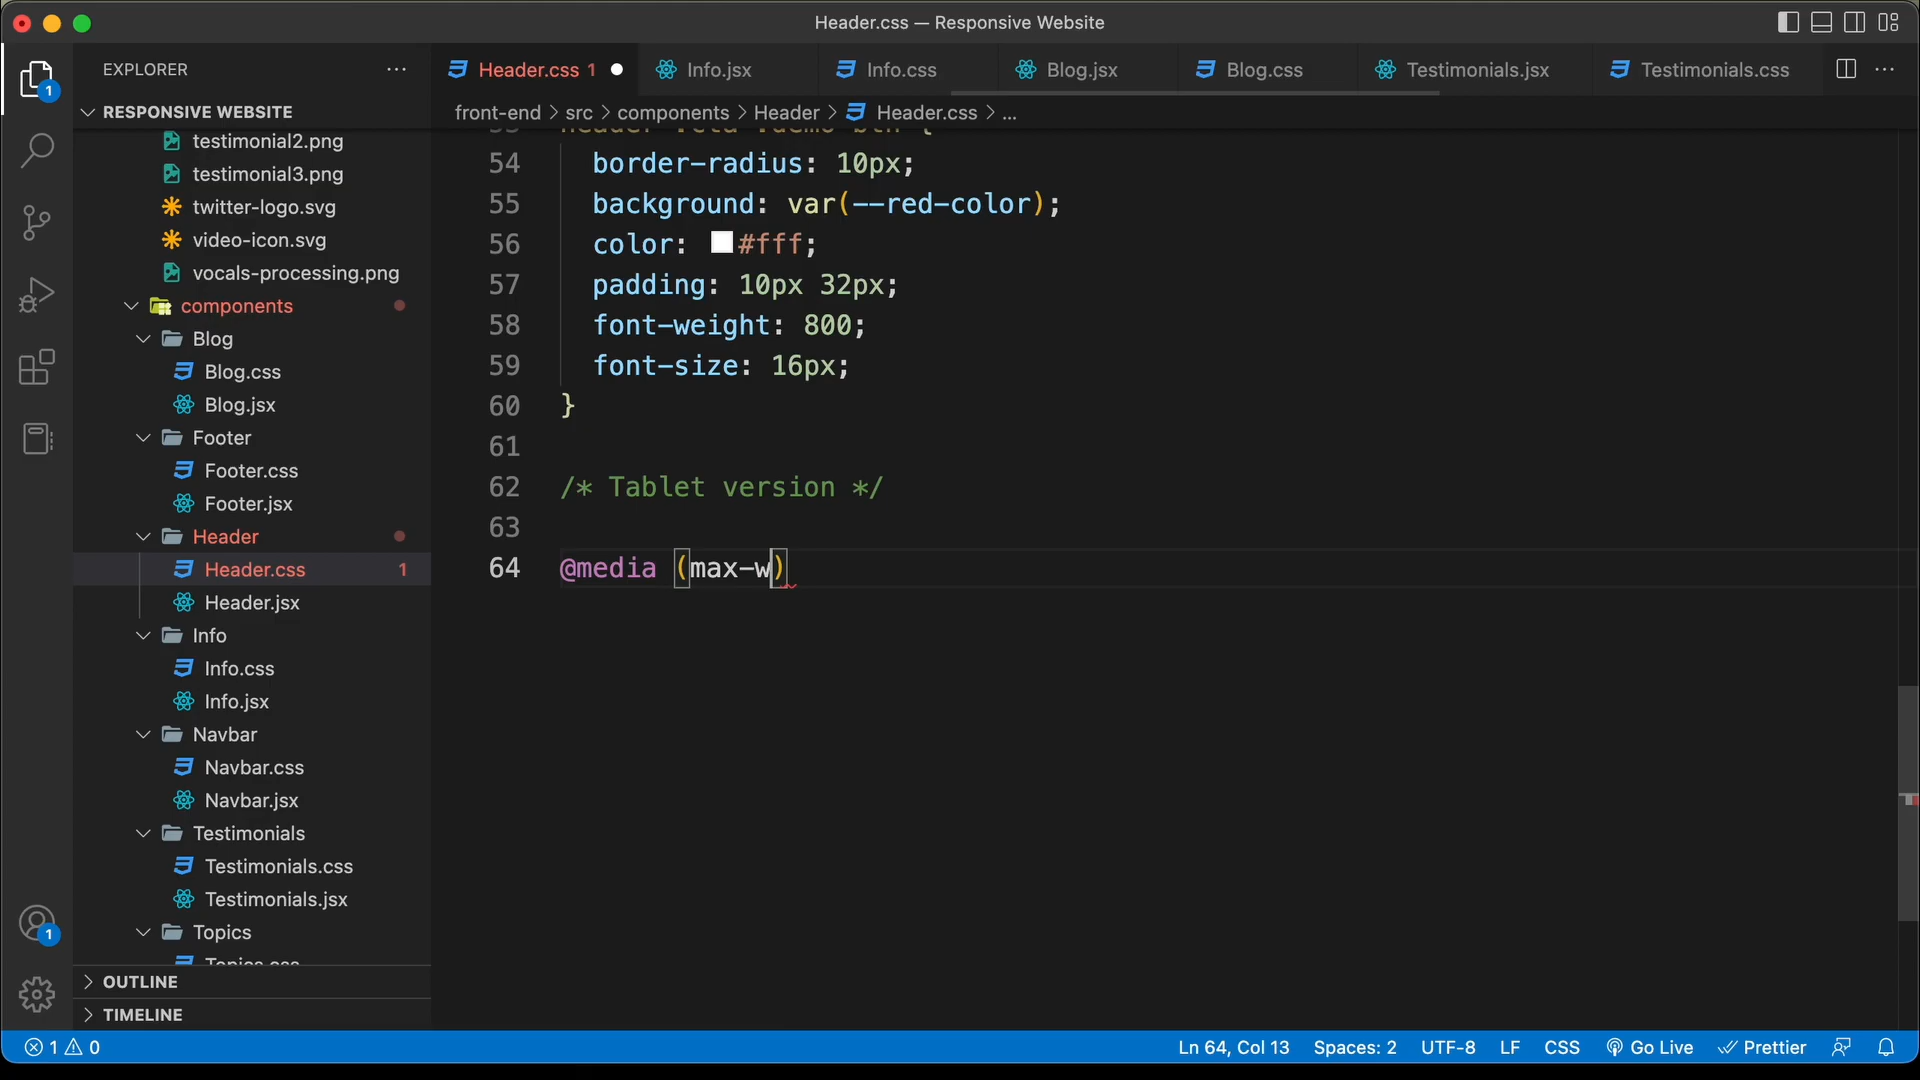 Header.css — Responsive Website
1
EXPLORER
RESPONSIVE WEBSITE
testimonial2.png
testimonial3.png
twitter-logo.svg
video-icon.svg
vocals-processing.png
components
Blog
Blog.css
Blog.jsx
Footer
Footer.css
Footer.jsx
Header
Header.css 1
Header.jsx
Info
Info.css
Info.jsx
Navbar
Navbar.css
Navbar.jsx
Testimonials
Testimonials.css
Testimonials.jsx
Topics
Topics.css
OUTLINE
TIMELINE
1
Header.css 1 Info.jsx Info.css Blog.jsx Blog.css Testimonials.jsx Testimonials.css
front-end > src > components > Header > Header.css > ...
54 border-radius: 10px;
55 background: var(--red-color);
56 color: #fff;
57 padding: 10px 32px;
58 font-weight: 800;
59 font-size: 16px;
60 }
61
62 /* Tablet version */
63
64 @media (max-w)
1 0 Ln 64, Col 13 Spaces: 2 UTF-8 LF CSS Go Live Prettier